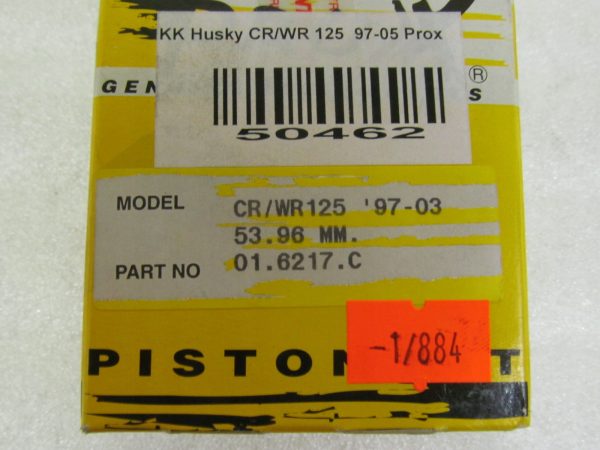 KK Husky CR/WR 125 97-05 Prox
50462
GEN ® S
MODEL CR/WR125 '97-03
53.96 MM.
PART NO 01.6217.C
-1/884
PISTON T